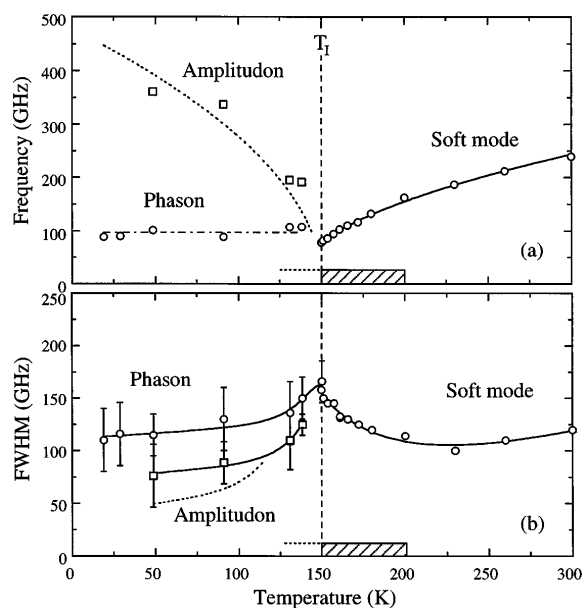 500
400
300
200
100
0
Frequency (GHz)
T_I
Amplitudon
Phason
Soft mode
(a)
250
200
150
100
50
0
FWHM (GHz)
Phason
Amplitudon
Soft mode
(b)
0 50 100 150 200 250 300
Temperature (K)